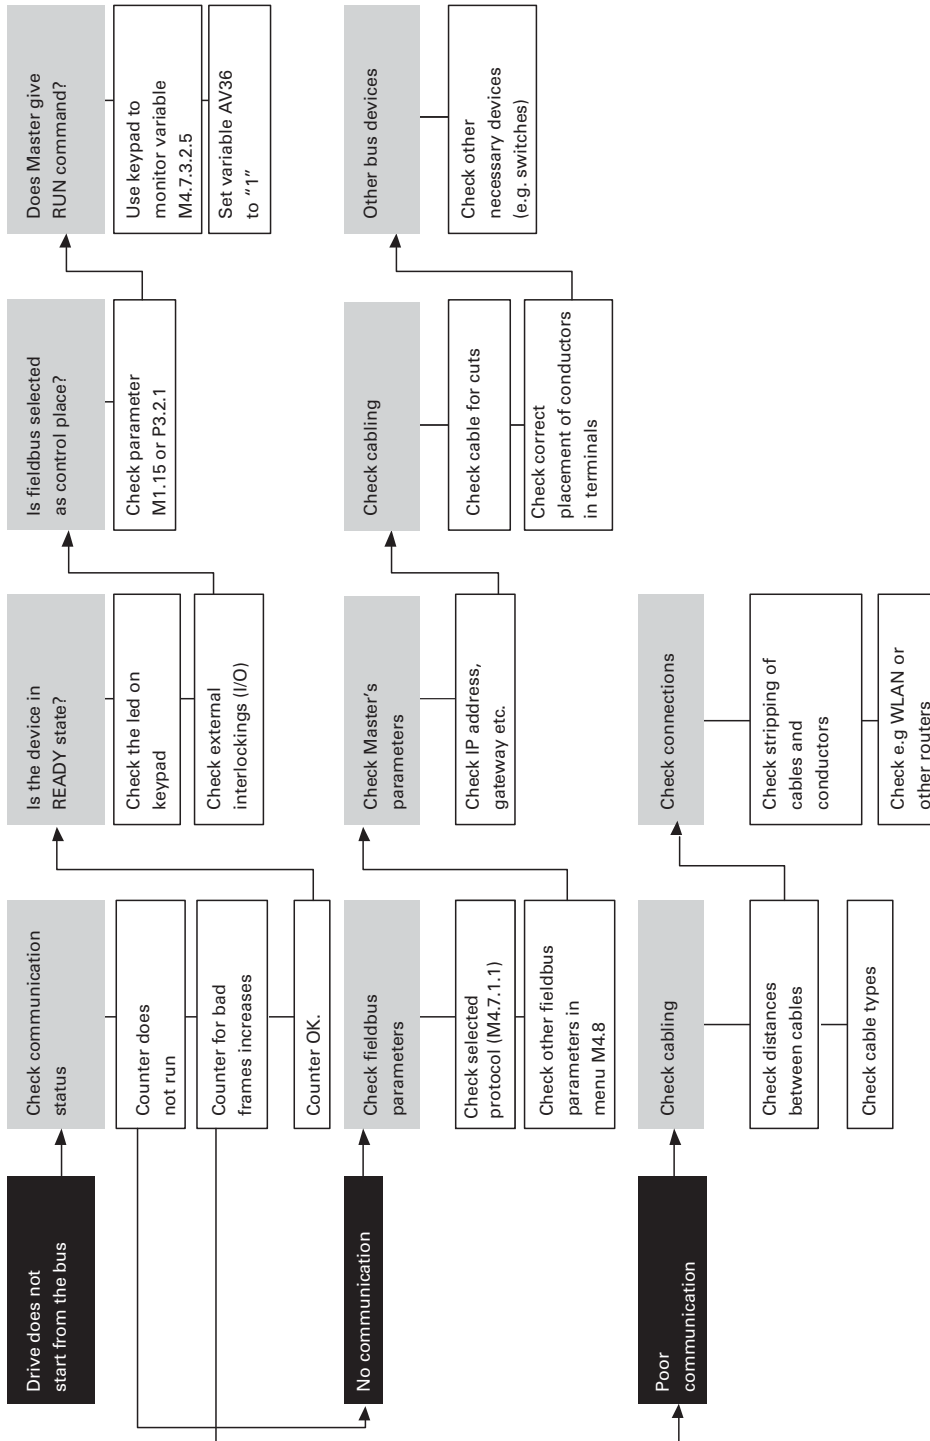 Drive does not
start from the bus
Check communication
status
Counter does
not run
Counter for bad
frames increases
Counter OK.
Is the device in
READY state?
Check the led on
keypad
Check external
interlockings (I/O)
Is fieldbus selected
as control place?
Check parameter
M1.15 or P3.2.1
Does Master give
RUN command?
Use keypad to
monitor variable
M4.7.3.2.5
Set variable AV36
to “1”
No communication
Check fieldbus
parameters
Check selected
protocol (M4.7.1.1)
Check other fieldbus
parameters in
menu M4.8
Check Master’s
parameters
Check IP address,
gateway etc.
Check cabling
Check cable for cuts
Check correct
placement of conductors
in terminals
Other bus devices
Check other
necessary devices
(e.g. switches)
Poor
communication
Check cabling
Check distances
between cables
Check cable types
Check connections
Check stripping of
cables and
conductors
Check e.g WLAN or
other routers